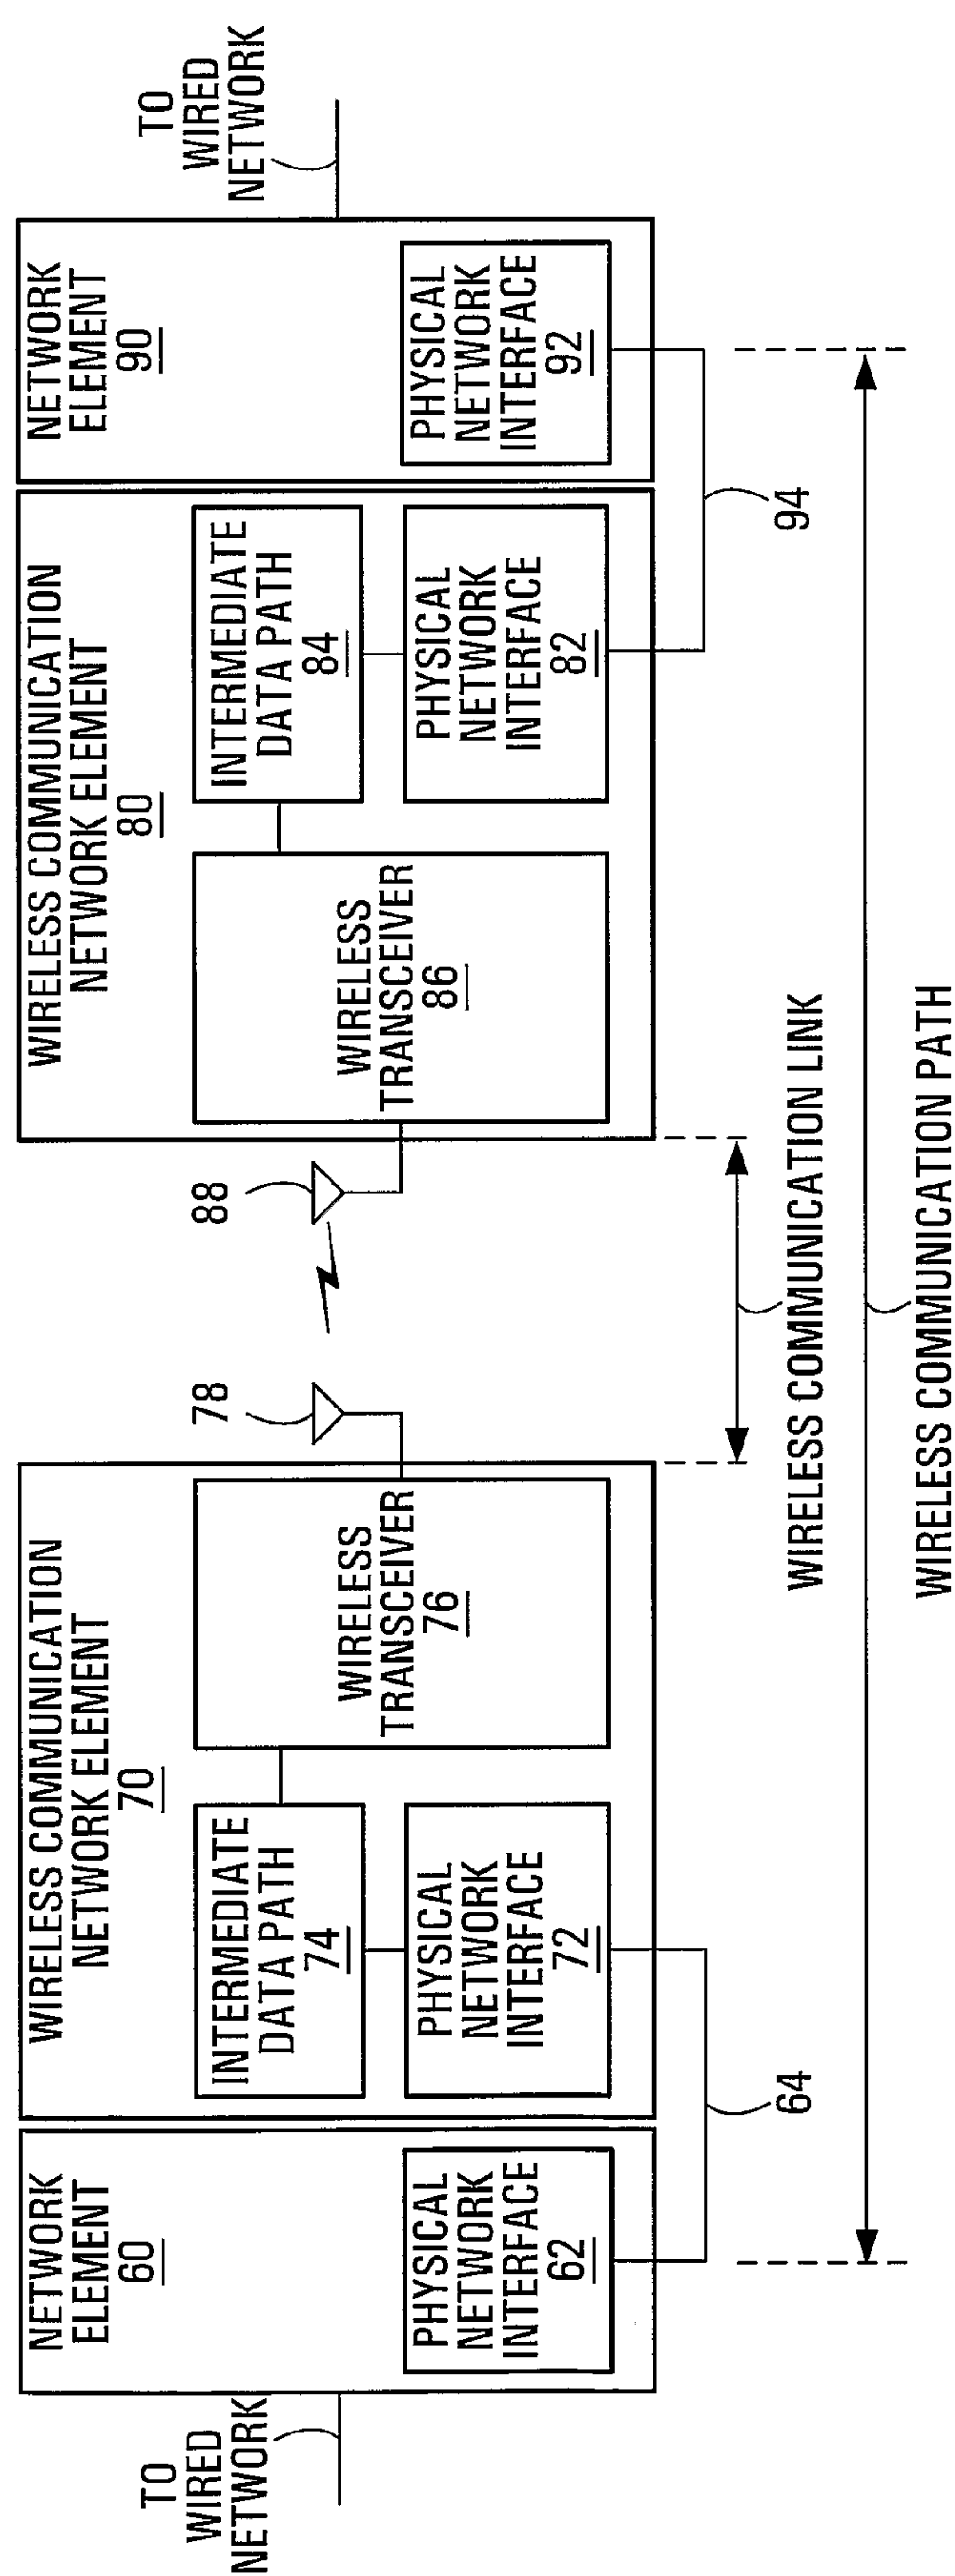 TO
WIRED
NETWORK
NETWORK
ELEMENT
60
PHYSICAL
NETWORK
INTERFACE
62
64
WIRELESS COMMUNICATION
NETWORK ELEMENT
70
INTERMEDIATE
DATA PATH
74
PHYSICAL
NETWORK
INTERFACE
72
WIRELESS
TRANSCEIVER
76
78
88
WIRELESS COMMUNICATION
NETWORK ELEMENT
80
WIRELESS
TRANSCEIVER
86
INTERMEDIATE
DATA PATH
84
PHYSICAL
NETWORK
INTERFACE
82
94
NETWORK
ELEMENT
90
PHYSICAL
NETWORK
INTERFACE
92
TO
WIRED
NETWORK
WIRELESS COMMUNICATION LINK
WIRELESS COMMUNICATION PATH